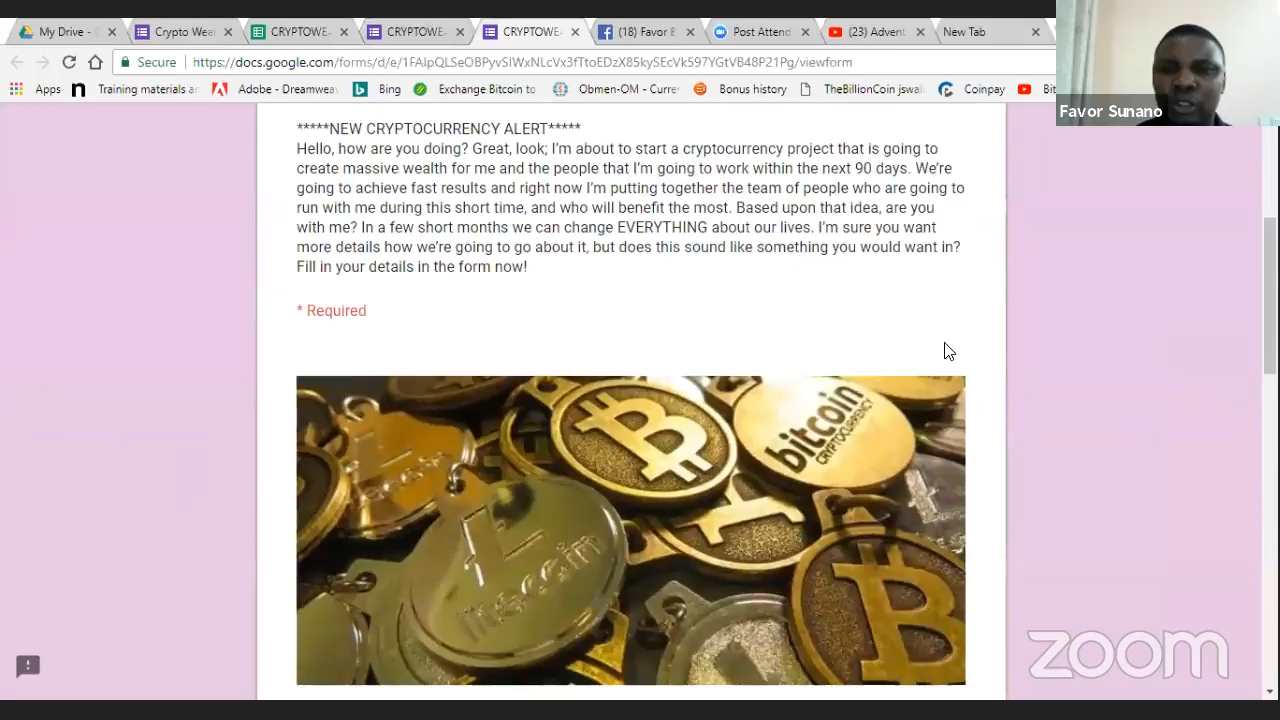 My Drive -
Crypto Wea
CRYPTOWE
CRYPTOWE
CRYPTOWE
(18) Favor E
Post Attend
(23) Advent
New Tab
Secure
https://docs.google.com/forms/d/e/1FAIpQLSeOBPyvSlWxNLcVx3fTtoEDzX85kySEcVk597YGtVB48P21Pg/viewform
Apps
Training materials a
Adobe - Dreamwea
Bing
Exchange Bitcoin to
Obmen-OM - Curre
Bonus history
TheBillionCoin jswal
Coinpay
Bit
Favor Sunano
*****NEW CRYPTOCURRENCY ALERT*****
Hello, how are you doing? Great, look; I’m about to start a cryptocurrency project that is going to
create massive wealth for me and the people that I’m going to work within the next 90 days. We’re
going to achieve fast results and right now I’m putting together the team of people who are going to
run with me during this short time, and who will benefit the most. Based upon that idea, are you
with me? In a few short months we can change EVERYTHING about our lives. I’m sure you want
more details how we’re going to go about it, but does this sound like something you would want in?
Fill in your details in the form now!
* Required
bitcoin
CRYPTOCURRENCY
litecoin
zoom